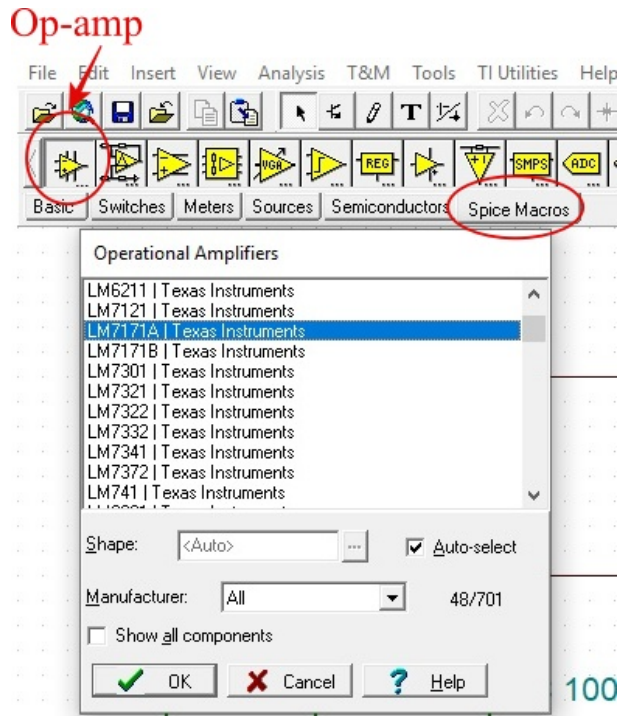 Op-amp
File Edit Insert View Analysis T&M Tools TI Utilities Help
T
VGA REG +1 SMPS ADC
Basic Switches Meters Sources Semiconductors Spice Macros
Operational Amplifiers
LM6211 | Texas Instruments
LM7121 | Texas Instruments
LM7171A | Texas Instruments
LM7171B | Texas Instruments
LM7301 | Texas Instruments
LM7321 | Texas Instruments
LM7322 | Texas Instruments
LM7332 | Texas Instruments
LM7341 | Texas Instruments
LM7372 | Texas Instruments
LM741 | Texas Instruments
Shape: <Auto> ... Auto-select
Manufacturer: All 48/701
Show all components
OK Cancel ? Help
100